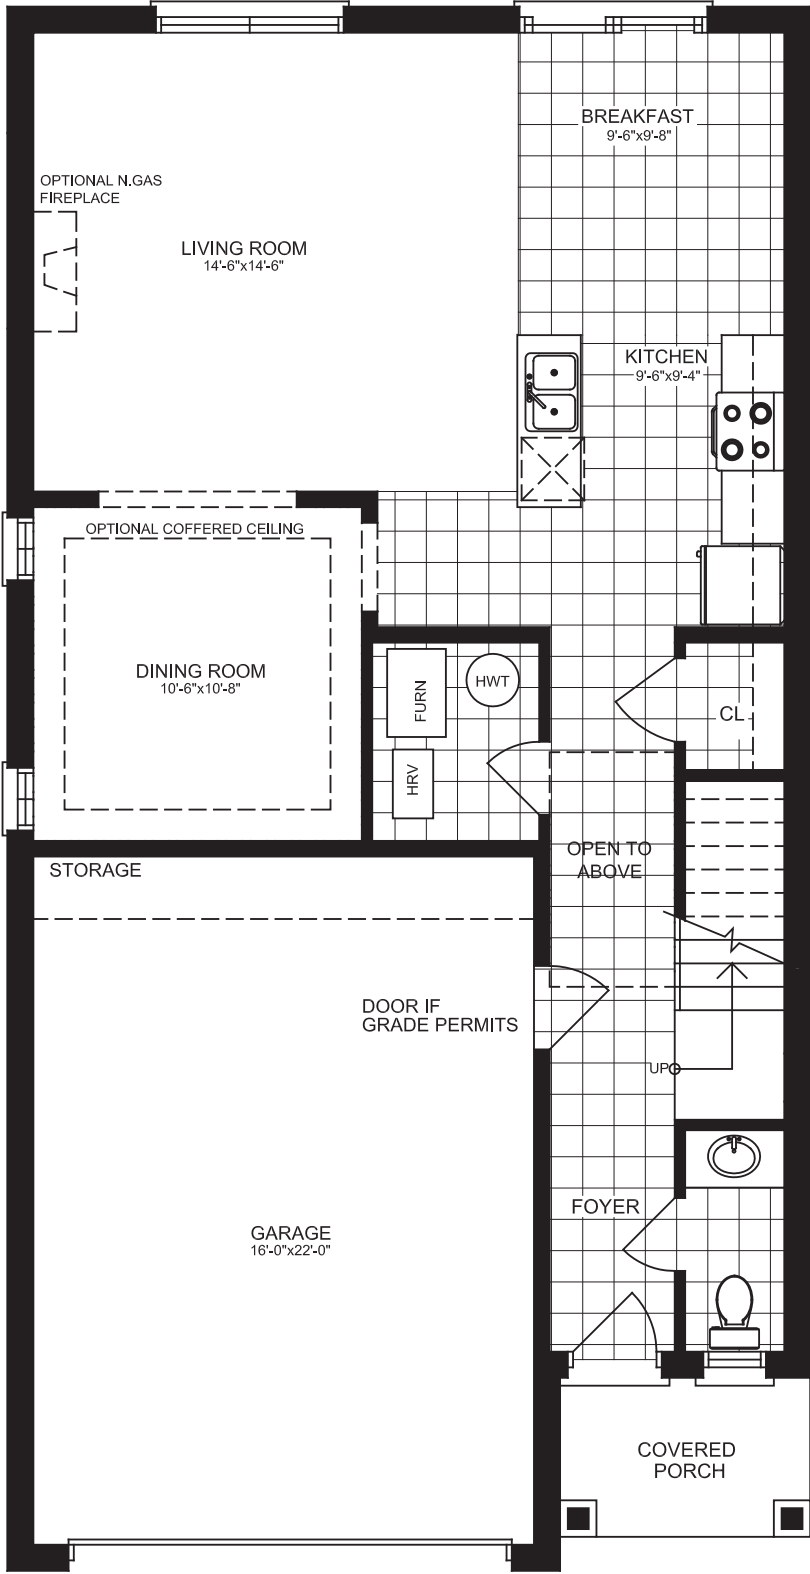 BREAKFAST
9'-6"x9'-8"
OPTIONAL N.GAS
FIREPLACE
LIVING ROOM
14'-6"x14'-6"
KITCHEN
9'-6"x9'-4"
OPTIONAL COFFERED CEILING
DINING ROOM
10'-6"x10'-8"
FURN
HWT
HRV
CL
OPEN TO
ABOVE
STORAGE
DOOR IF
GRADE PERMITS
UP
FOYER
GARAGE
16'-0"x22'-0"
COVERED
PORCH